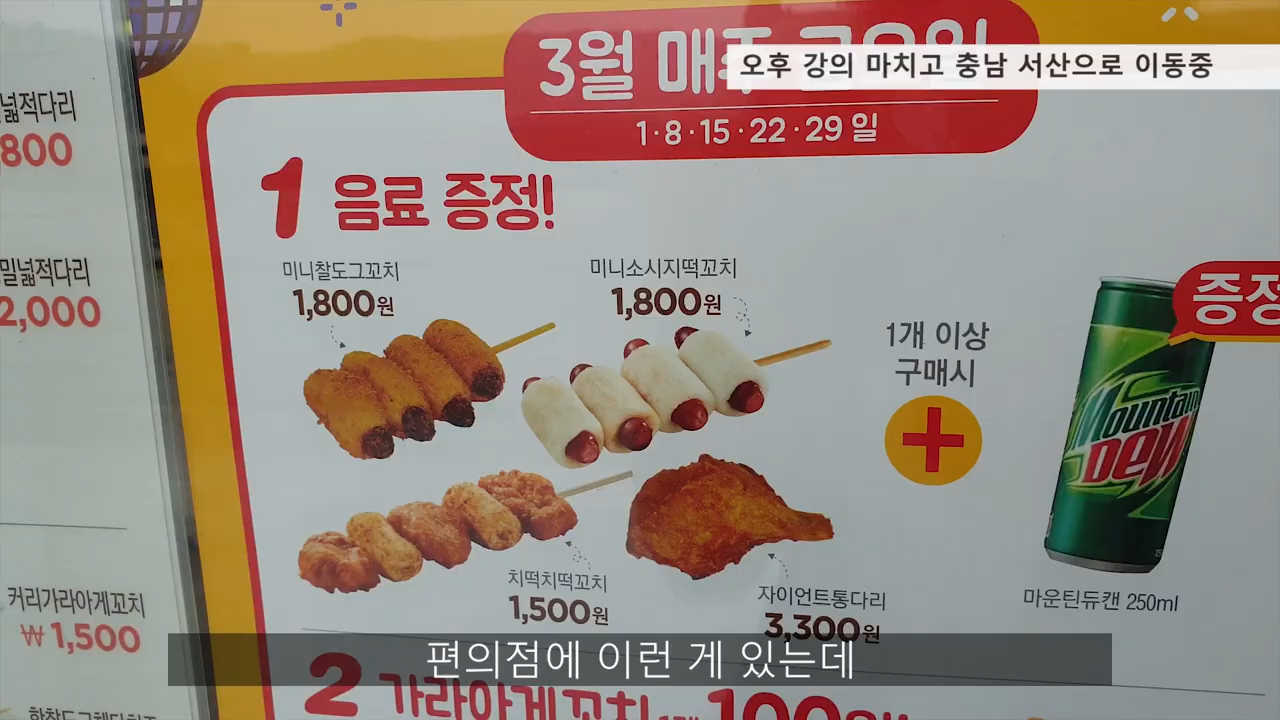 오후 강의 마치고 충남 서산으로 이동중
3월 매주
1·8·15·22·29일
넓적다리
800
밀넓적다리
2,000
커리가라아게꼬치
₩1,500
1 음료 증정!
미니찰도그꼬치
1,800원
미니소시지떡꼬치
1,800원
치떡치떡꼬치
1,500원
자이언트통다리
3,300원
1개 이상
구매시
+
증정
Mountain
Dew
마운틴듀캔 250ml
2 가라아게꼬치
편의점에 이런 게 있는데